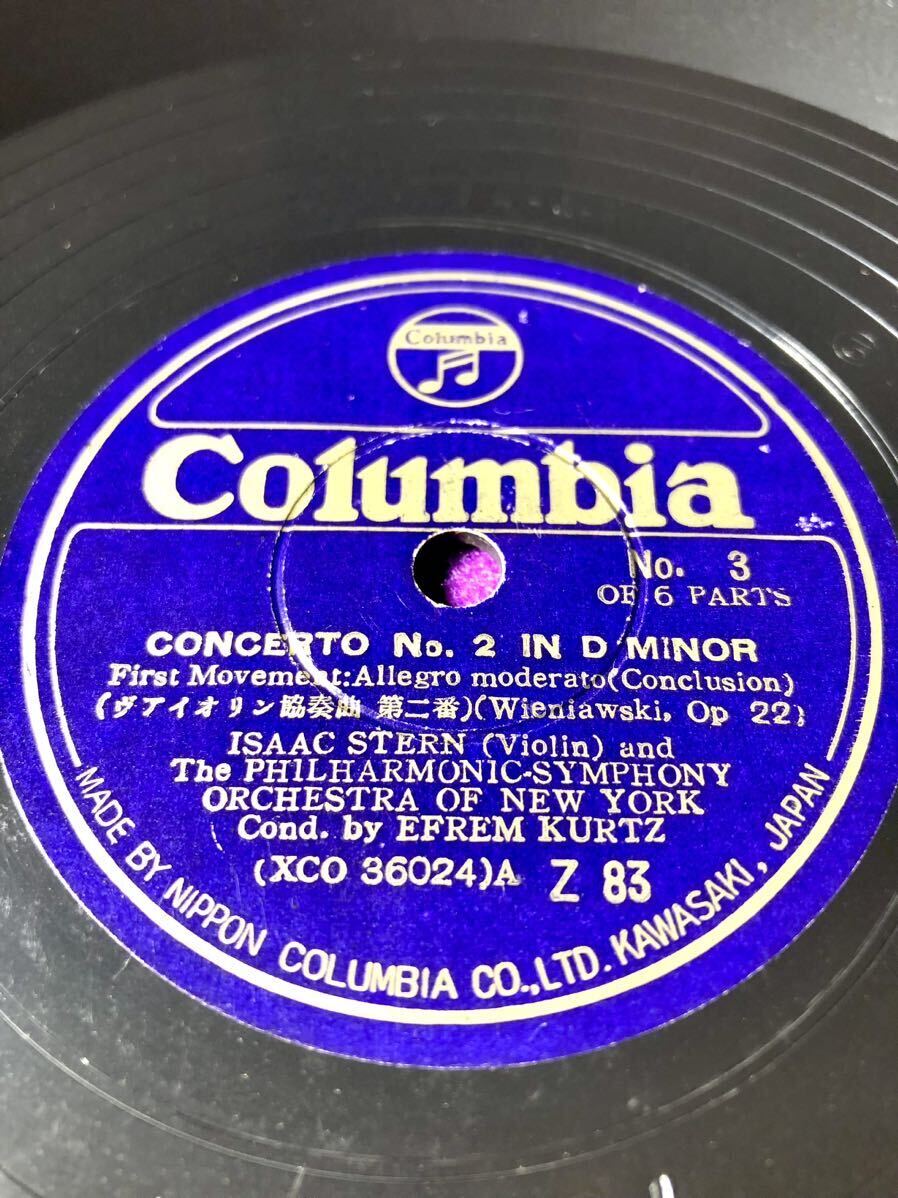 Columbia
Columbia
No. 3
OF 6 PARTS
CONCERTO No. 2 IN D MINOR
First Movement: Allegro moderato (Conclusion)
(ヴアイオリン協奏曲 第二番) (Wieniawski, Op 22)
ISAAC STERN (Violin) and
The PHILHARMONIC-SYMPHONY
ORCHESTRA OF NEW YORK
Cond. by EFREM KURTZ
(XCO 36024)A Z 83
MADE BY NIPPON COLUMBIA CO.,LTD. KAWASAKI, JAPAN